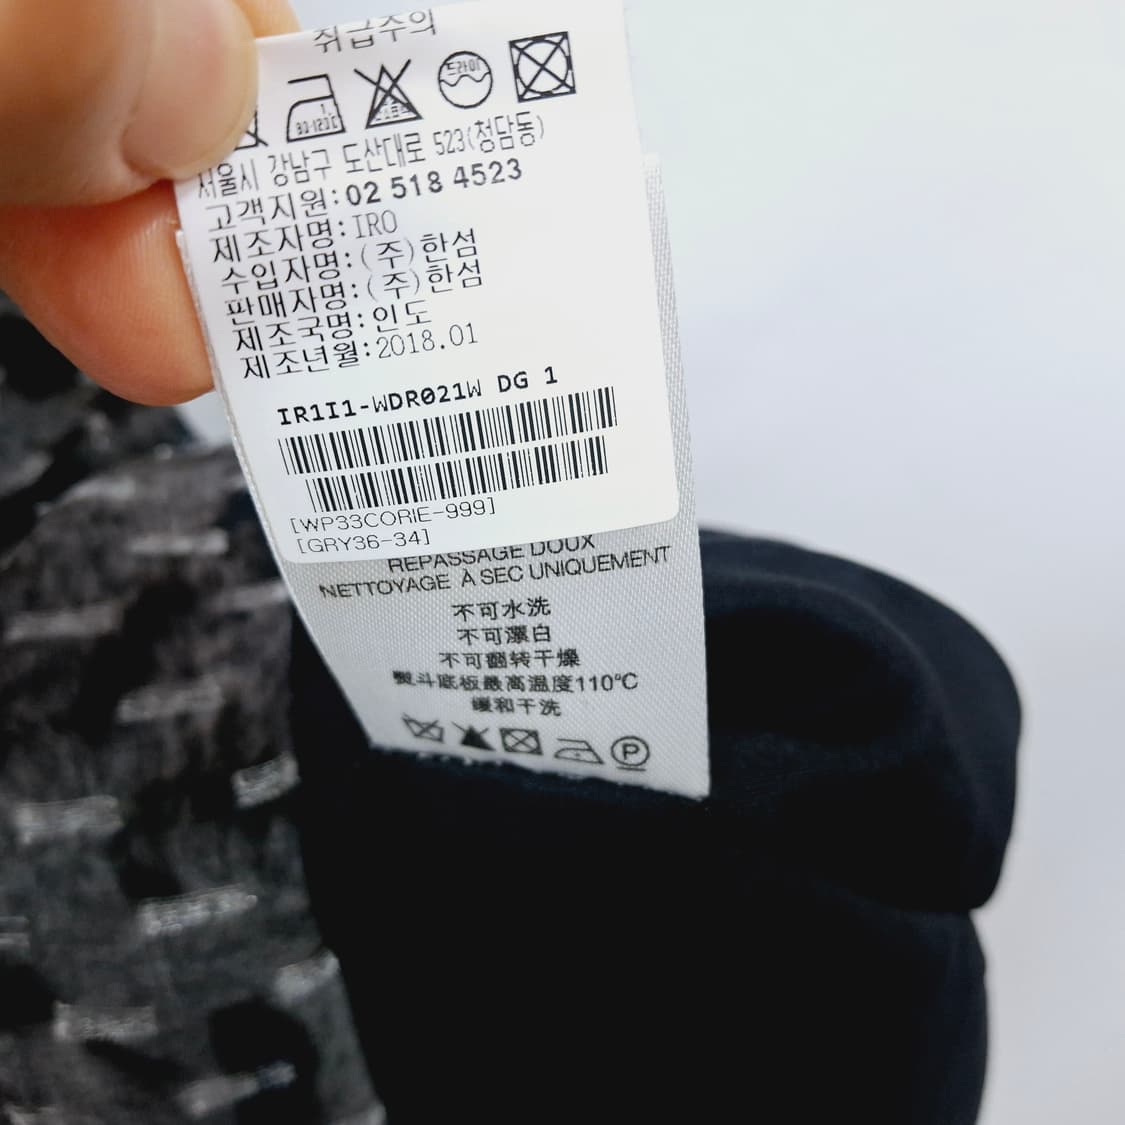 취급주의
드라이
80-120℃
서울시 강남구 도산대로 523(청담동)
고객지원:02 518 4523
제조자명:IRO
수입자명:(주)한섬
판매자명:(주)한섬
제조국명:인도
제조년월:2018.01
IR1I1-WDR021W DG 1
[WP33CORIE-999]
[GRY36-34]
REPASSAGE DOUX
NETTOYAGE À SEC UNIQUEMENT
不可水洗
不可漂白
不可翻转干燥
熨斗底板最高温度110℃
缓和干洗
P